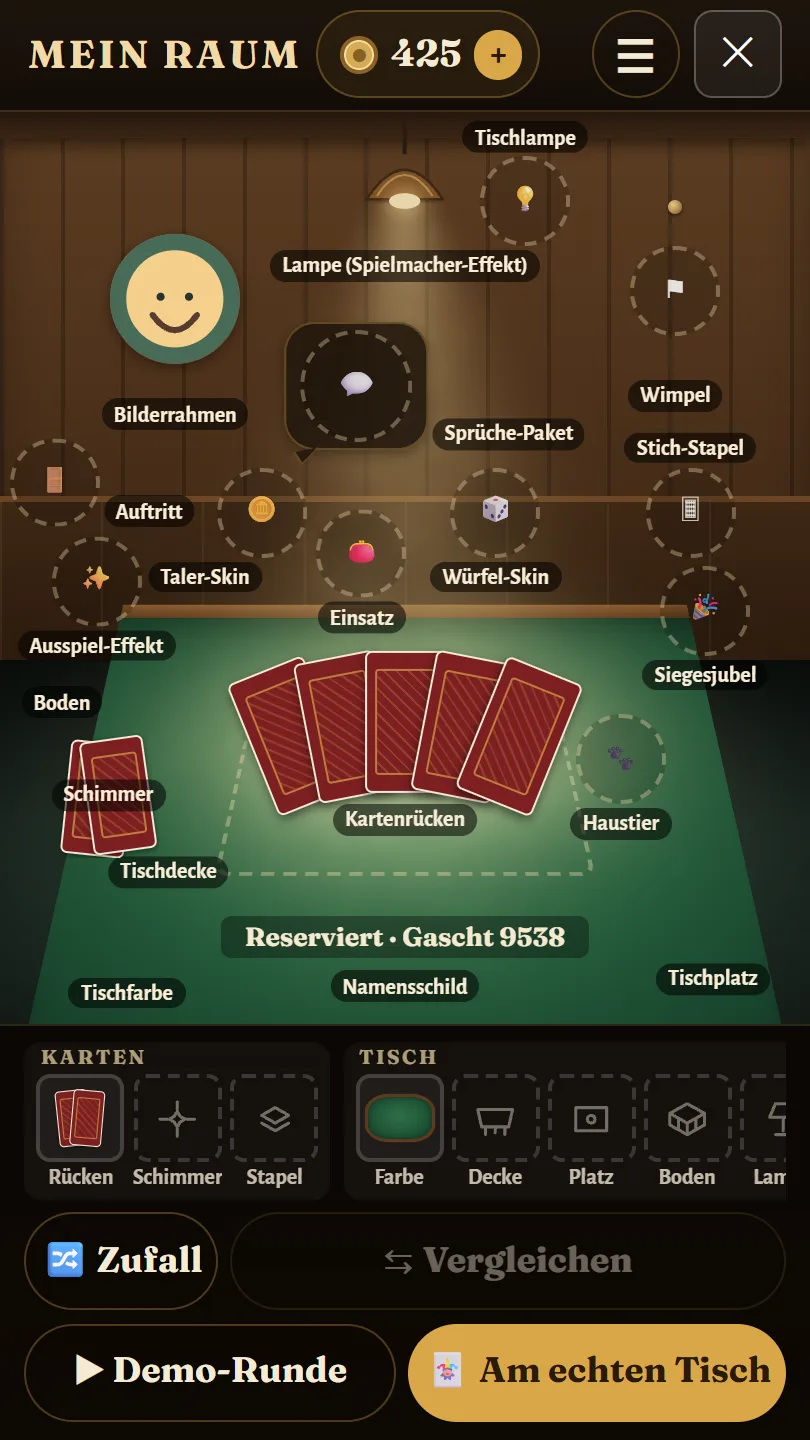 MEIN RAUM
425
+
Tischlampe
Lampe (Spielmacher-Effekt)
Bilderrahmen
Wimpel
Sprüche-Paket
Stich-Stapel
Auftritt
Taler-Skin
Würfel-Skin
Einsatz
Ausspiel-Effekt
Siegesjubel
Boden
Schimmer
Kartenrücken
Haustier
Tischdecke
Reserviert · Gascht 9538
Tischfarbe
Namensschild
Tischplatz
KARTEN
TISCH
Rücken
Schimmer
Stapel
Farbe
Decke
Platz
Boden
Lam
Zufall
Vergleichen
Demo-Runde
Am echten Tisch